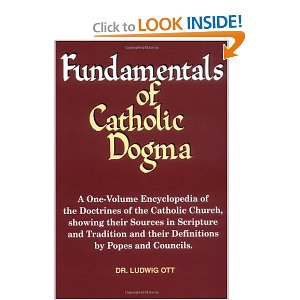 Click to LOOK INSIDE!
Fundamentals
of
Catholic
Dogma
A One-Volume Encyclopedia of
the Doctrines of the Catholic Church,
showing their Sources in Scripture
and Tradition and their Definitions
by Popes and Councils.
DR. LUDWIG OTT